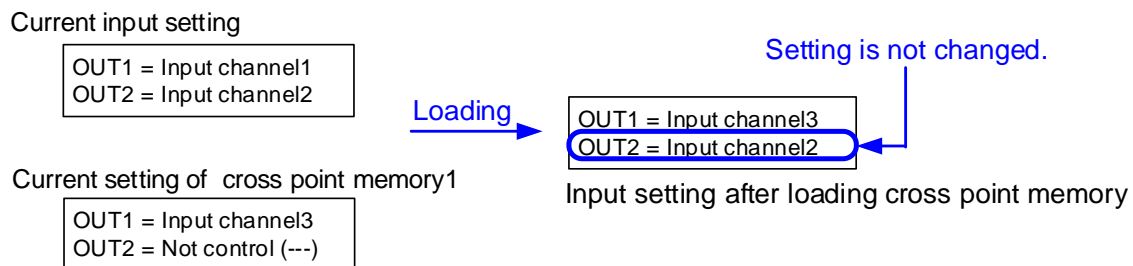 Current input setting
OUT1 = Input channel1
OUT2 = Input channel2
Setting is not changed.
Loading
OUT1 = Input channel3
OUT2 = Input channel2
Input setting after loading cross point memory
Current setting of cross point memory1
OUT1 = Input channel3
OUT2 = Not control (---)